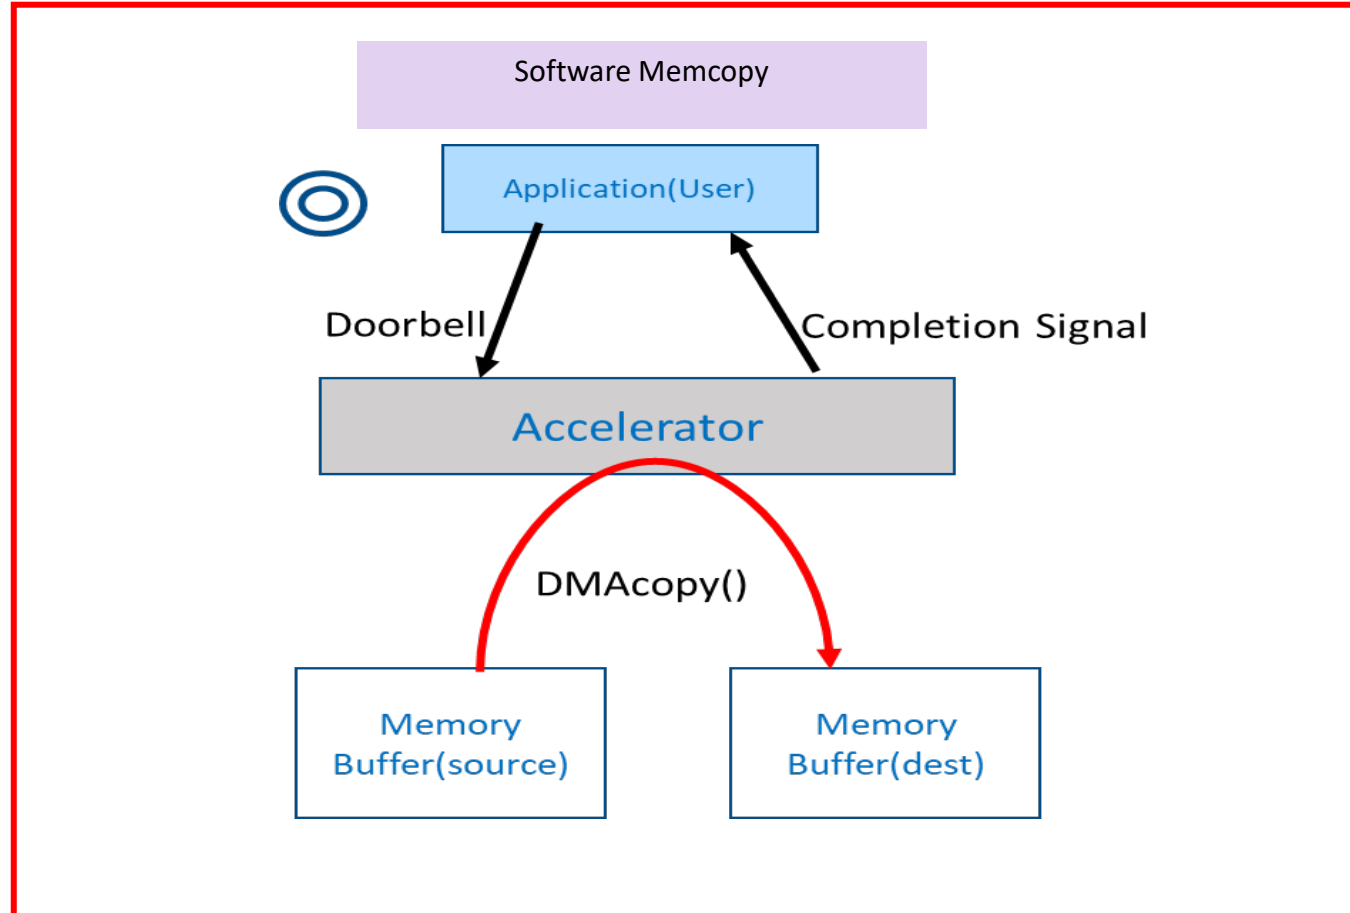 Software Memcopy
Application(User)
Doorbell
Completion Signal
Accelerator
DMAcopy()
Memory
Buffer(source)
Memory
Buffer(dest)